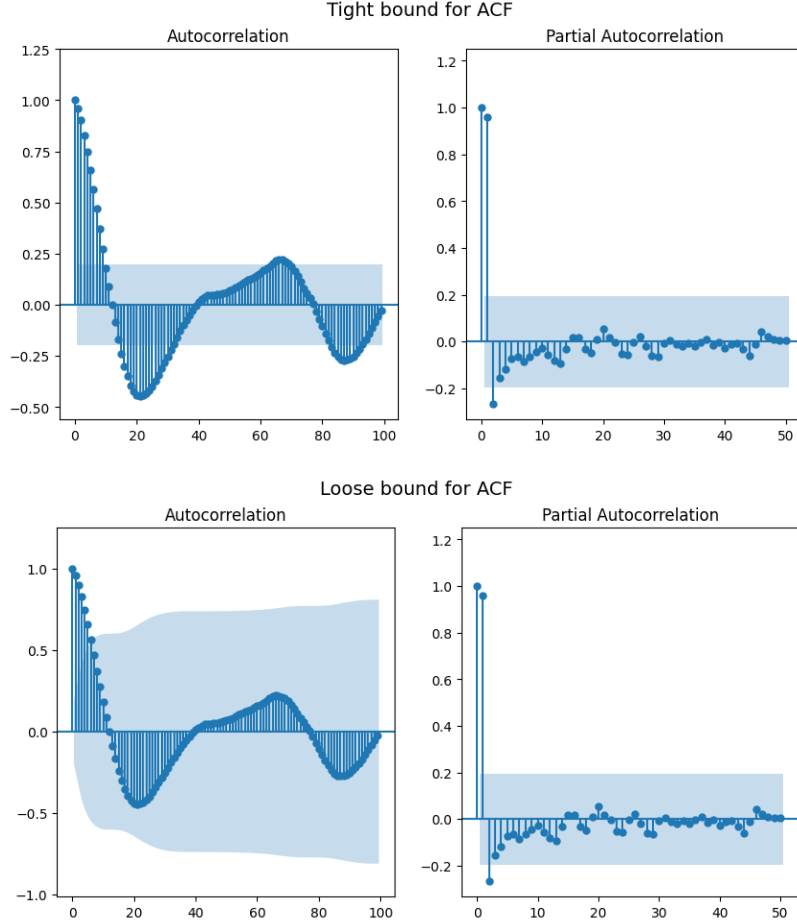 Tight bound for ACF
Autocorrelation
Partial Autocorrelation
1.25
1.00
0.75
0.50
0.25
0.00
−0.25
−0.50
0 20 40 60 80 100
1.2
1.0
0.8
0.6
0.4
0.2
0.0
−0.2
0 10 20 30 40 50
Loose bound for ACF
Autocorrelation
Partial Autocorrelation
1.0
0.5
0.0
−0.5
−1.0
0 20 40 60 80 100
1.2
1.0
0.8
0.6
0.4
0.2
0.0
−0.2
0 10 20 30 40 50